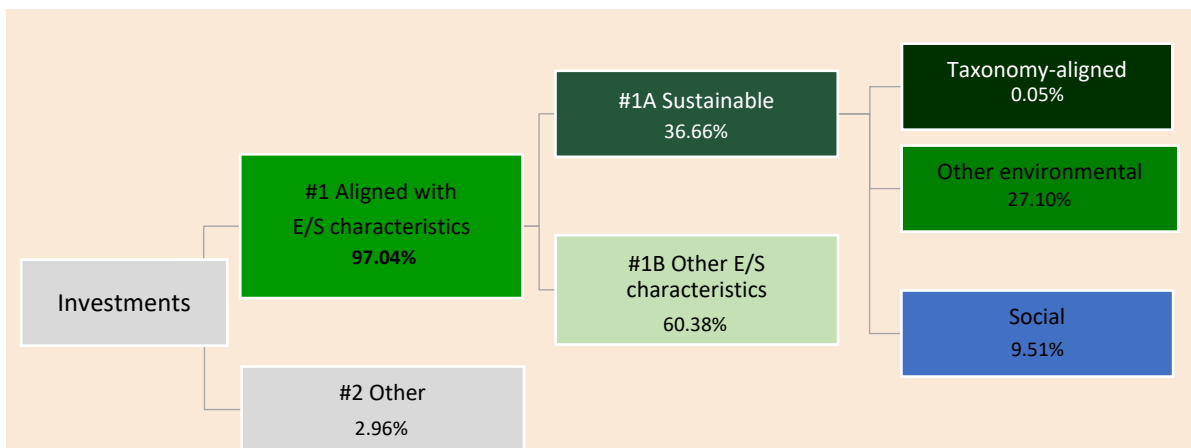 Investments
#1 Aligned with
E/S characteristics
97.04%
#2 Other
2.96%
#1A Sustainable
36.66%
#1B Other E/S
characteristics
60.38%
Taxonomy-aligned
0.05%
Other environmental
27.10%
Social
9.51%